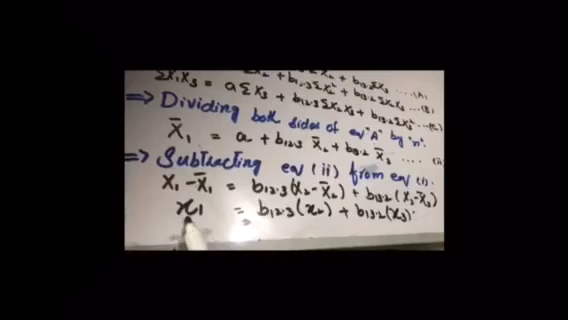 ΣX₁X₃ = aΣX₃ + b₁₂.₃ΣX₂X₃ + b₁₃.₂ΣX₃² ...(C)
⇒ Dividing both sides of eq "A" by "n".
X̄₁ = a + b₁₂.₃ X̄₂ + b₁₃.₂ X̄₃ .... (ii)
⇒ Subtracting eq (ii) from eq (i).
X₁-X̄₁ = b₁₂.₃(X₂-X̄₂) + b₁₃.₂(X₃-X̄₃)
x₁ = b₁₂.₃(x₂) + b₁₃.₂(x₃).